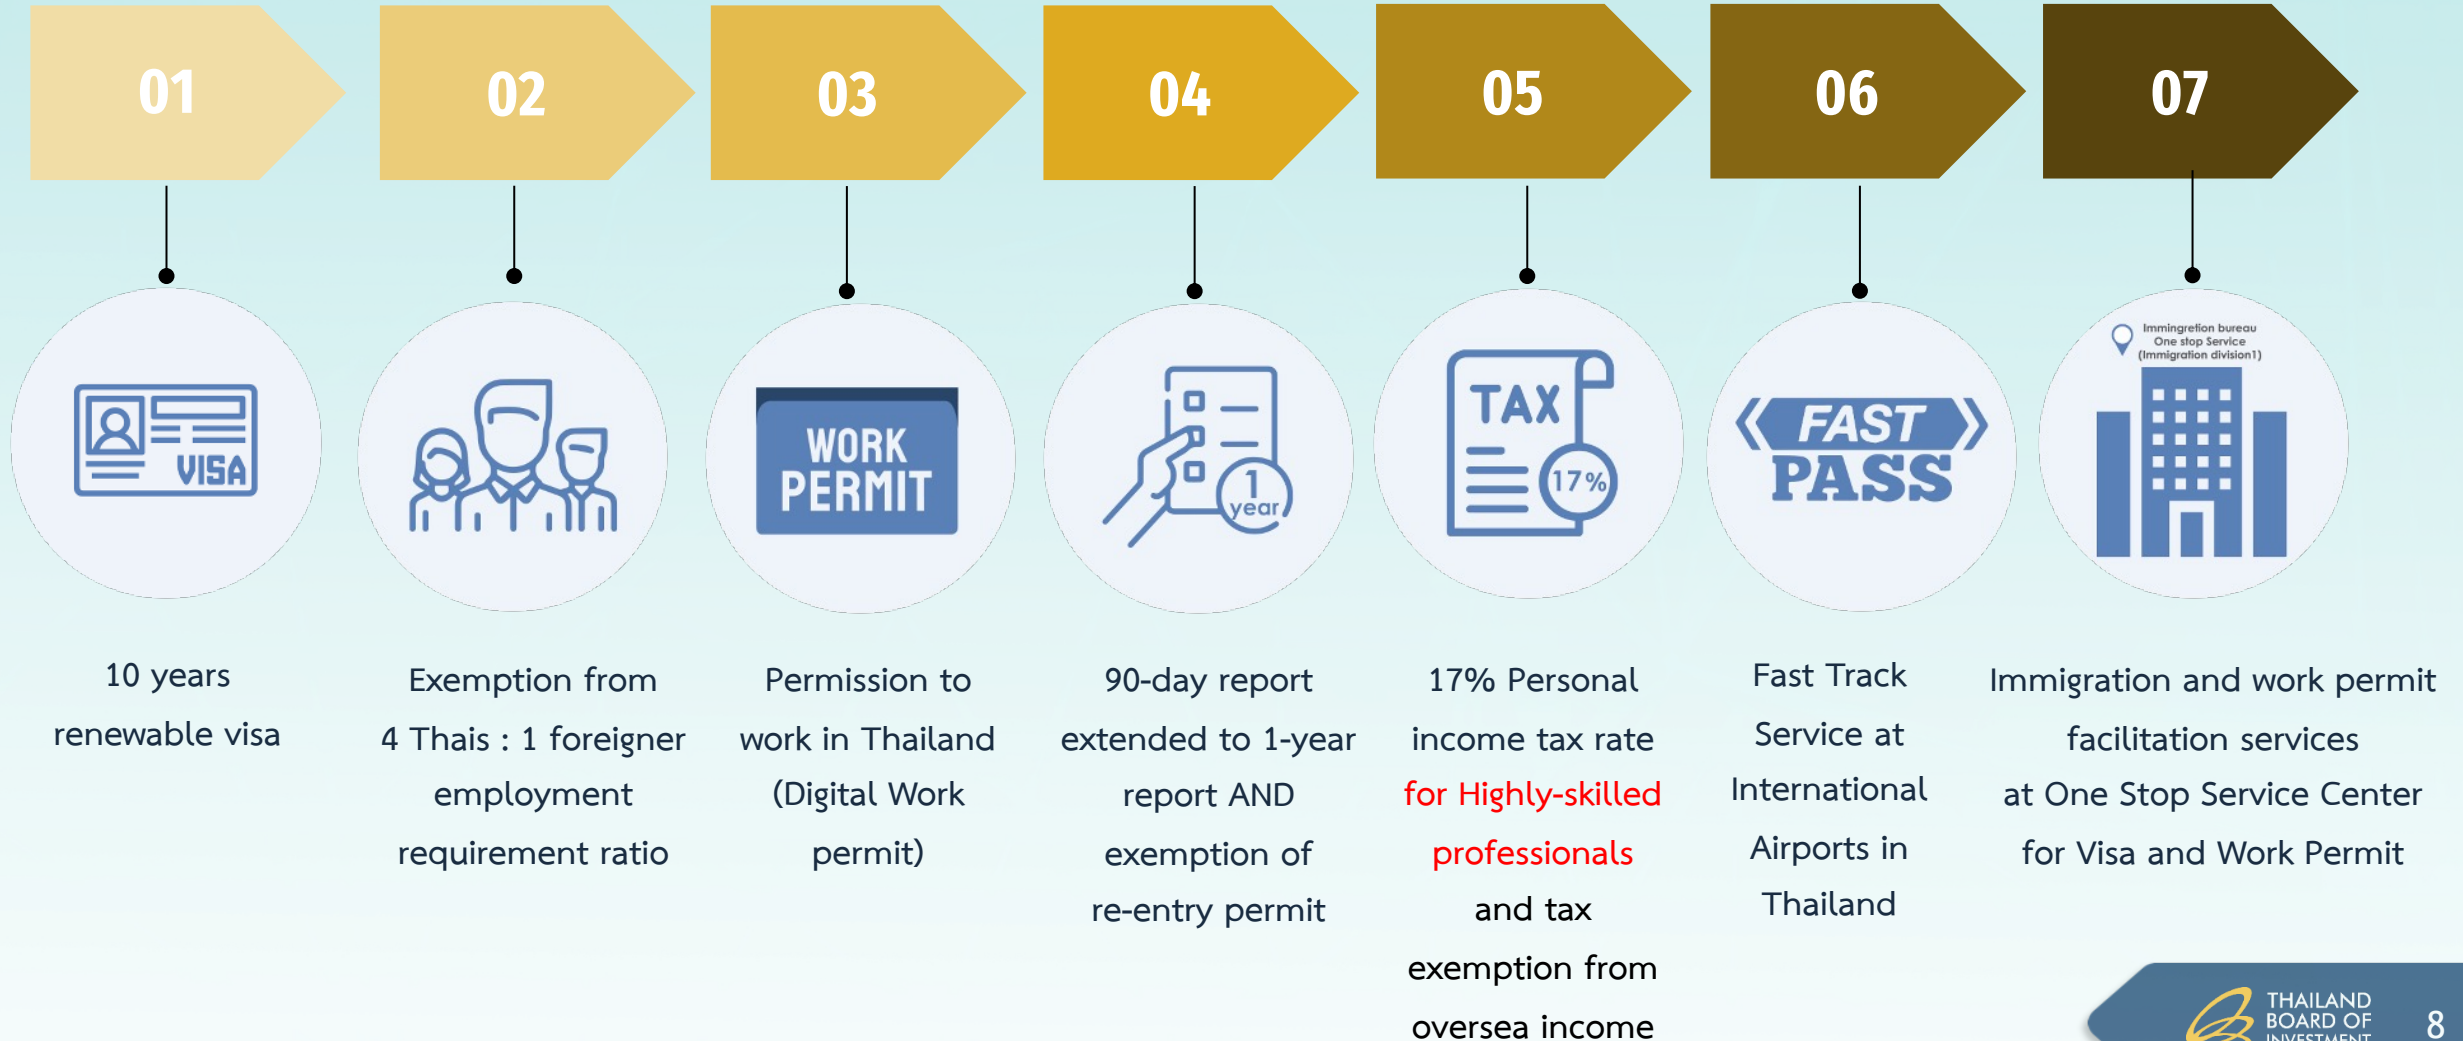 01
02
03
04
05
06
07
VISA
WORK
PERMIT
1
year
TAX
17%
FAST
PASS
Immingretion bureau
One stop Service
(Immigration division1)
10 years
renewable visa
Exemption from
4 Thais : 1 foreigner
employment
requirement ratio
Permission to
work in Thailand
(Digital Work
permit)
90-day report
extended to 1-year
report AND
exemption of
re-entry permit
17% Personal
income tax rate
for Highly-skilled
professionals
and tax
exemption from
oversea income
Fast Track
Service at
International
Airports in
Thailand
Immigration and work permit
facilitation services
at One Stop Service Center
for Visa and Work Permit
THAILAND
BOARD OF
INVESTMENT
8